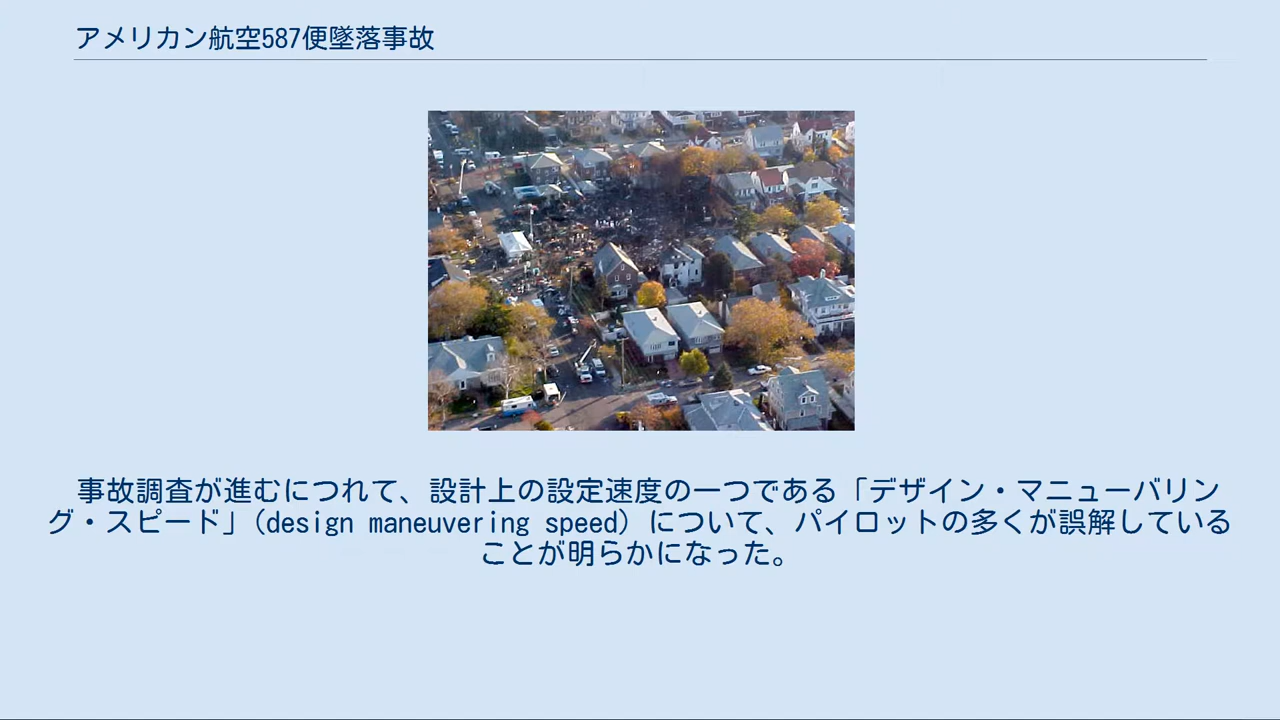 アメリカン航空587便墜落事故
事故調査が進むにつれて、設計上の設定速度の一つである「デザイン・マニューバリン
グ・スピード」(design maneuvering speed) について、パイロットの多くが誤解している
ことが明らかになった。